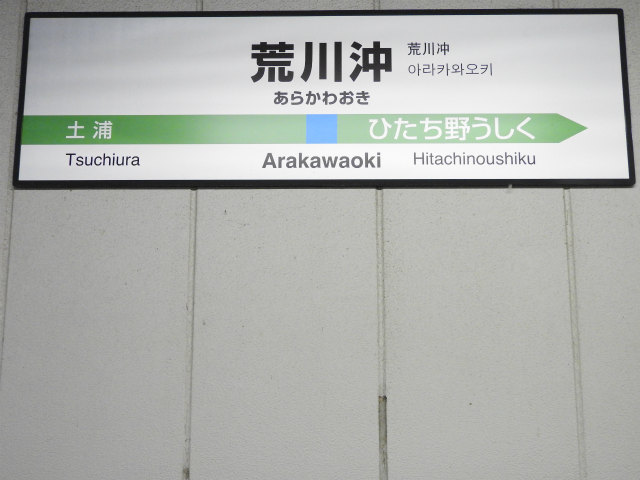 荒川沖
荒川沖
아라카와오키
あらかわおき
土浦 ひたち野うしく
Tsuchiura Arakawaoki Hitachinoushiku